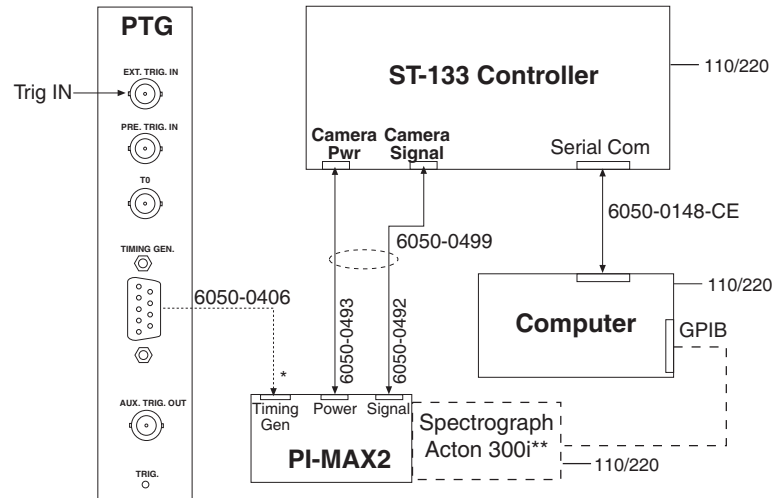 PTG
EXT. TRIG. IN
Trig IN
PRE. TRIG. IN
T0
TIMING GEN.
6050-0406
*
AUX. TRIG. OUT
TRIG.
ST-133 Controller
110/220
Camera
Pwr
Camera
Signal
Serial Com
6050-0499
6050-0148-CE
6050-0493
6050-0492
Computer
110/220
GPIB
Timing
Gen
Power
Signal
PI-MAX2
Spectrograph
Acton 300i**
110/220